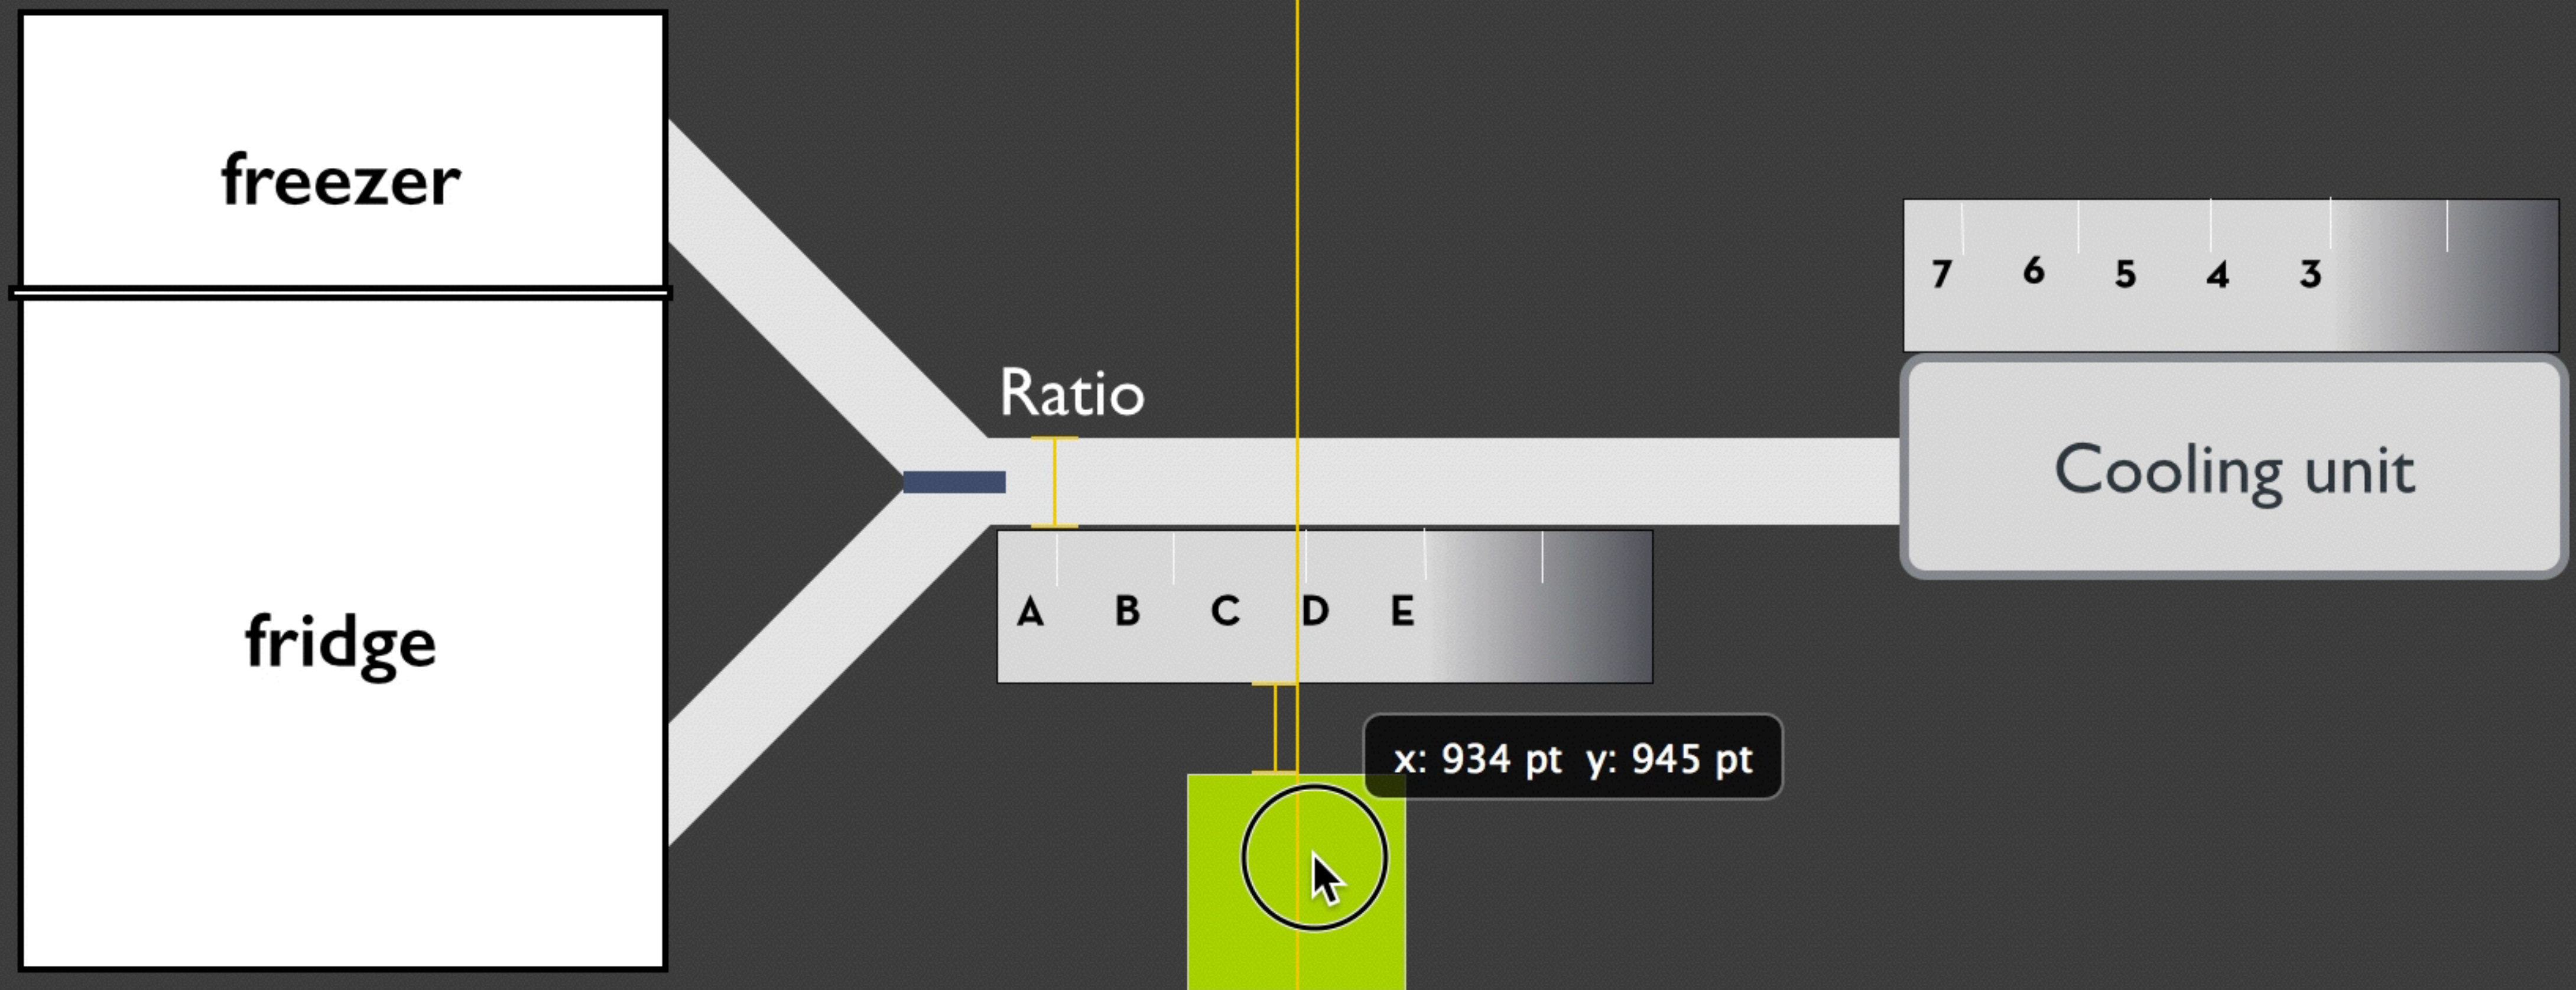 freezer
7 6 5 4 3
Ratio
Cooling unit
A B C D E
fridge
x: 934 pt y: 945 pt